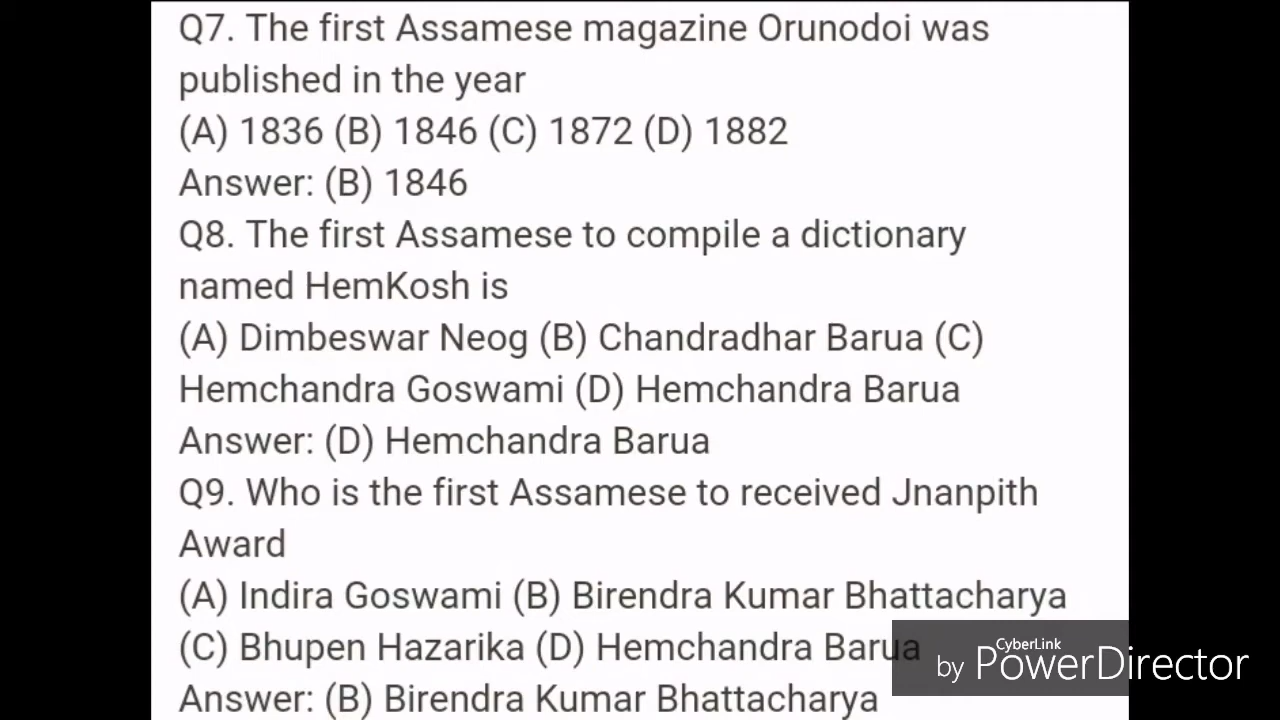 Q7. The first Assamese magazine Orunodoi was
published in the year
(A) 1836 (B) 1846 (C) 1872 (D) 1882
Answer: (B) 1846
Q8. The first Assamese to compile a dictionary
named HemKosh is
(A) Dimbeswar Neog (B) Chandradhar Barua (C)
Hemchandra Goswami (D) Hemchandra Barua
Answer: (D) Hemchandra Barua
Q9. Who is the first Assamese to received Jnanpith
Award
(A) Indira Goswami (B) Birendra Kumar Bhattacharya
(C) Bhupen Hazarika (D) Hemchandra Barua
Answer: (B) Birendra Kumar Bhattacharya
CyberLink
by PowerDirector